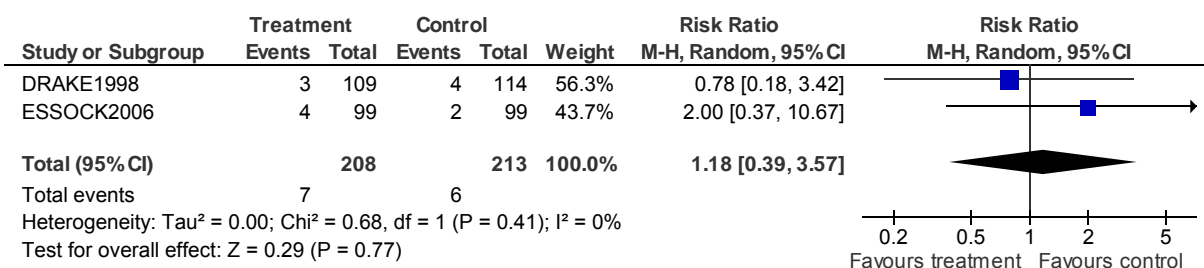 Treatment Control Risk Ratio Risk Ratio
Study or Subgroup Events Total Events Total Weight M-H, Random, 95% CI M-H, Random, 95% CI
DRAKE1998 3 109 4 114 56.3% 0.78 [0.18, 3.42]
ESSOCK2006 4 99 2 99 43.7% 2.00 [0.37, 10.67]
Total (95% CI) 208 213 100.0% 1.18 [0.39, 3.57]
Total events 7 6
Heterogeneity: Tau² = 0.00; Chi² = 0.68, df = 1 (P = 0.41); I² = 0%
Test for overall effect: Z = 0.29 (P = 0.77)
0.2 0.5 1 2 5
Favours treatment Favours control